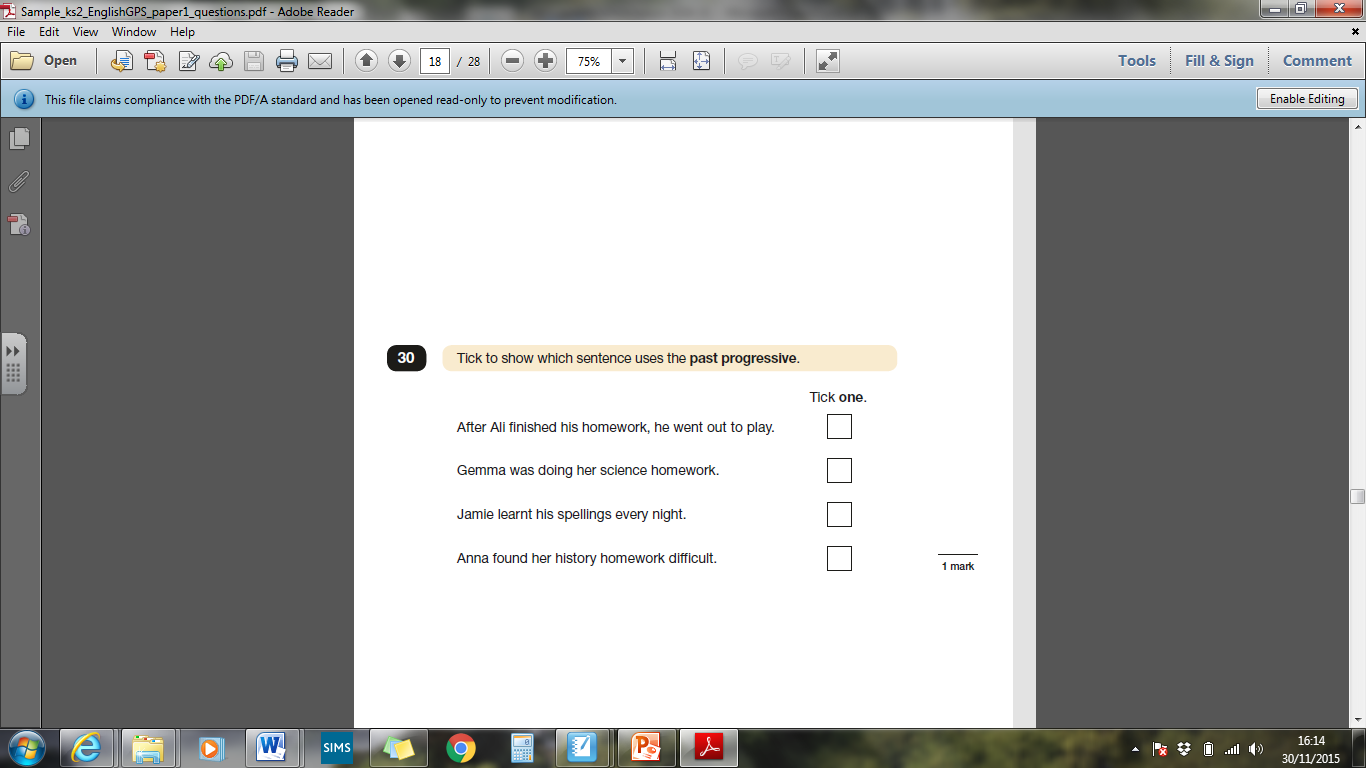 Sample_ks2_EnglishGPS_paper1_questions.pdf - Adobe Reader
File Edit View Window Help
Open 18 / 28 75% Tools Fill & Sign Comment
This file claims compliance with the PDF/A standard and has been opened read-only to prevent modification. Enable Editing
30 Tick to show which sentence uses the past progressive.
Tick one.
After Ali finished his homework, he went out to play.
Gemma was doing her science homework.
Jamie learnt his spellings every night.
Anna found her history homework difficult.
1 mark
SIMS
16:14
30/11/2015